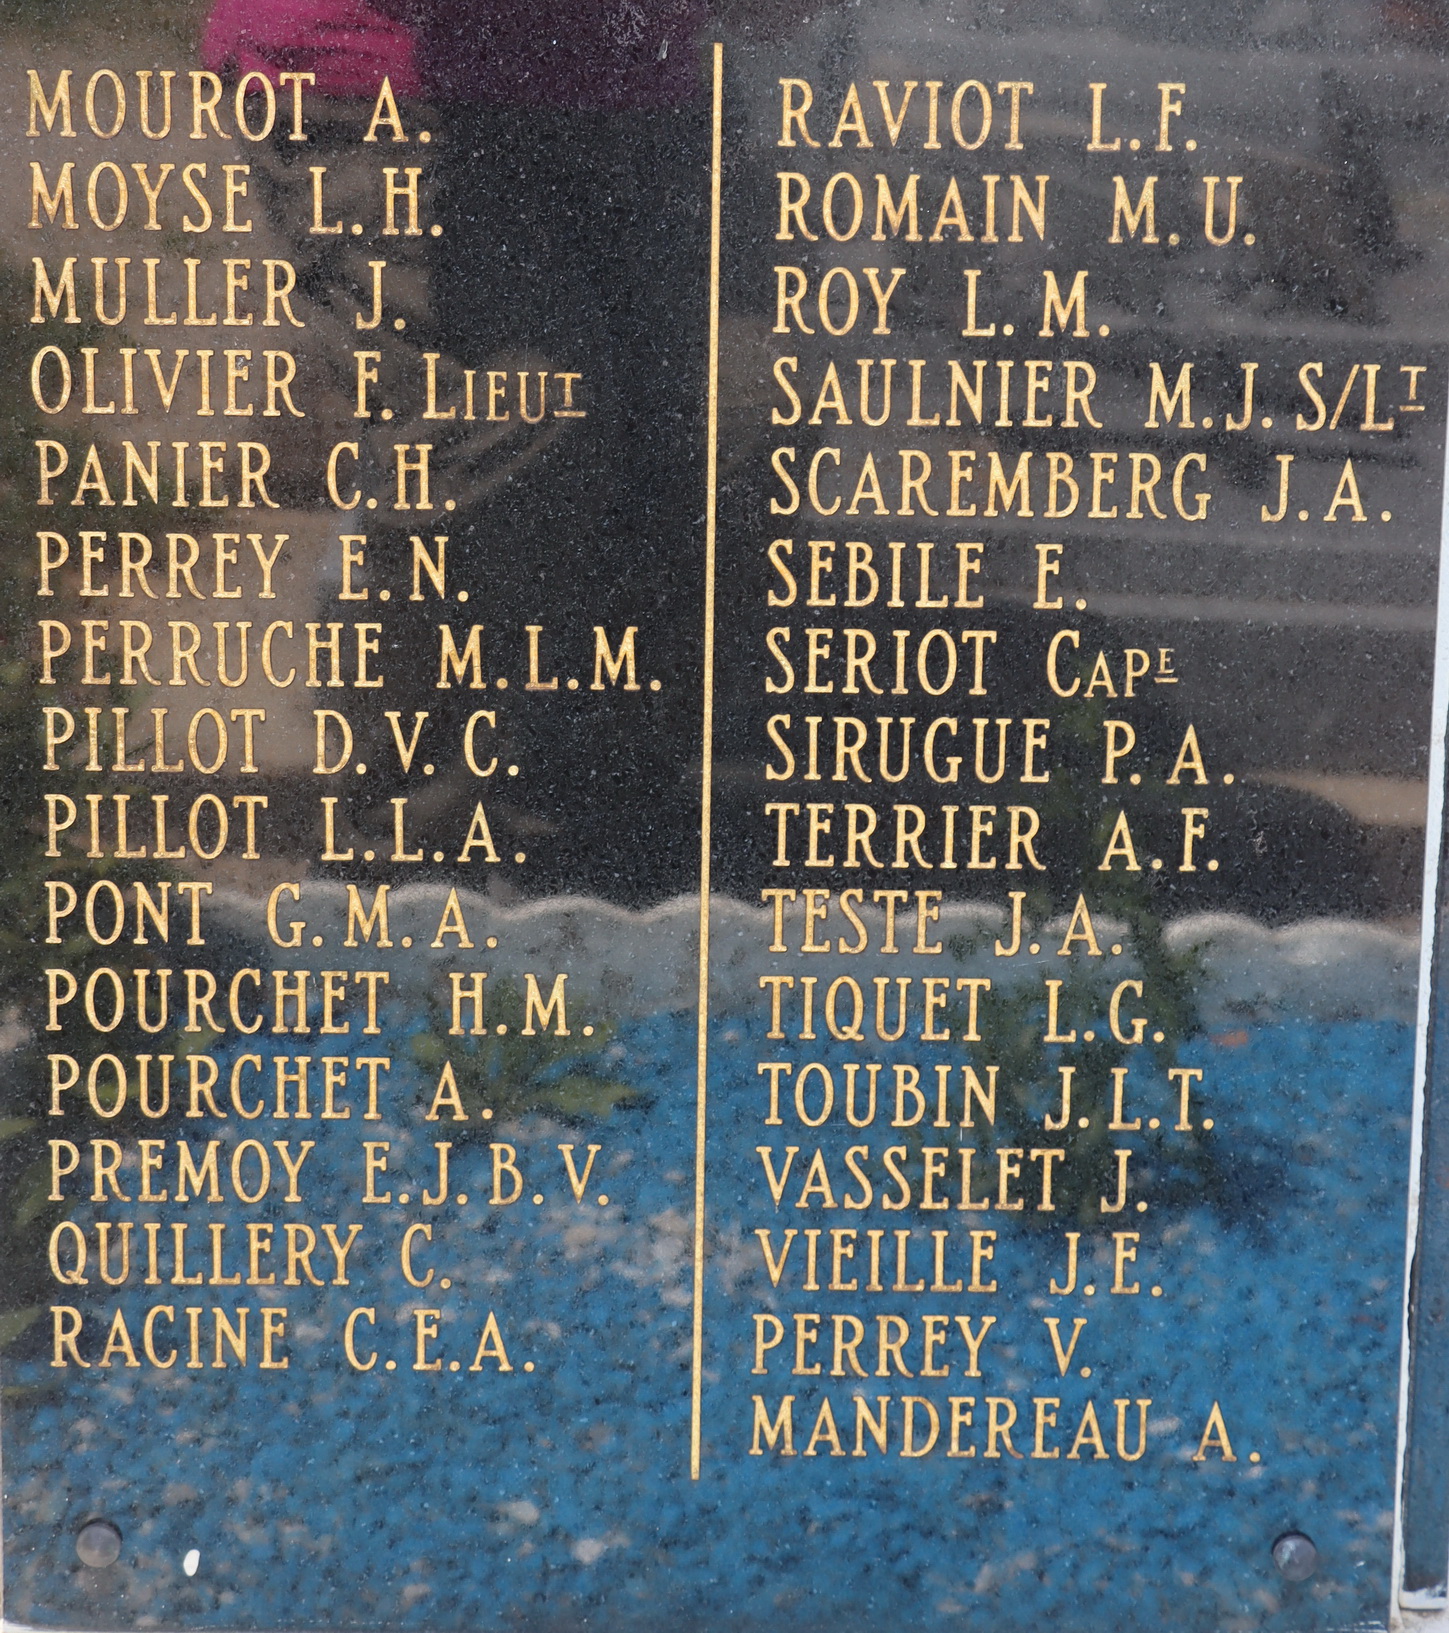 MOUROT A.
MOYSE L.H.
MULLER J.
OLIVIER F. LIEUT
PANIER C.H.
PERREY E.N.
PERRUCHE M.L.M.
PILLOT D.V.C.
PILLOT L.L.A.
PONT G.M.A.
POURCHET H.M.
POURCHET A.
PREMOY E.J.B.V.
QUILLERY C.
RACINE C.E.A.
RAVIOT L.F.
ROMAIN M.U.
ROY L.M.
SAULNIER M.J. S/LT
SCAREMBERG J.A.
SEBILE E.
SERIOT CAPE
SIRUGUE P.A.
TERRIER A.F.
TESTE J.A.
TIQUET L.G.
TOUBIN J.L.T.
VASSELET J.
VIEILLE J.E.
PERREY V.
MANDEREAU A.